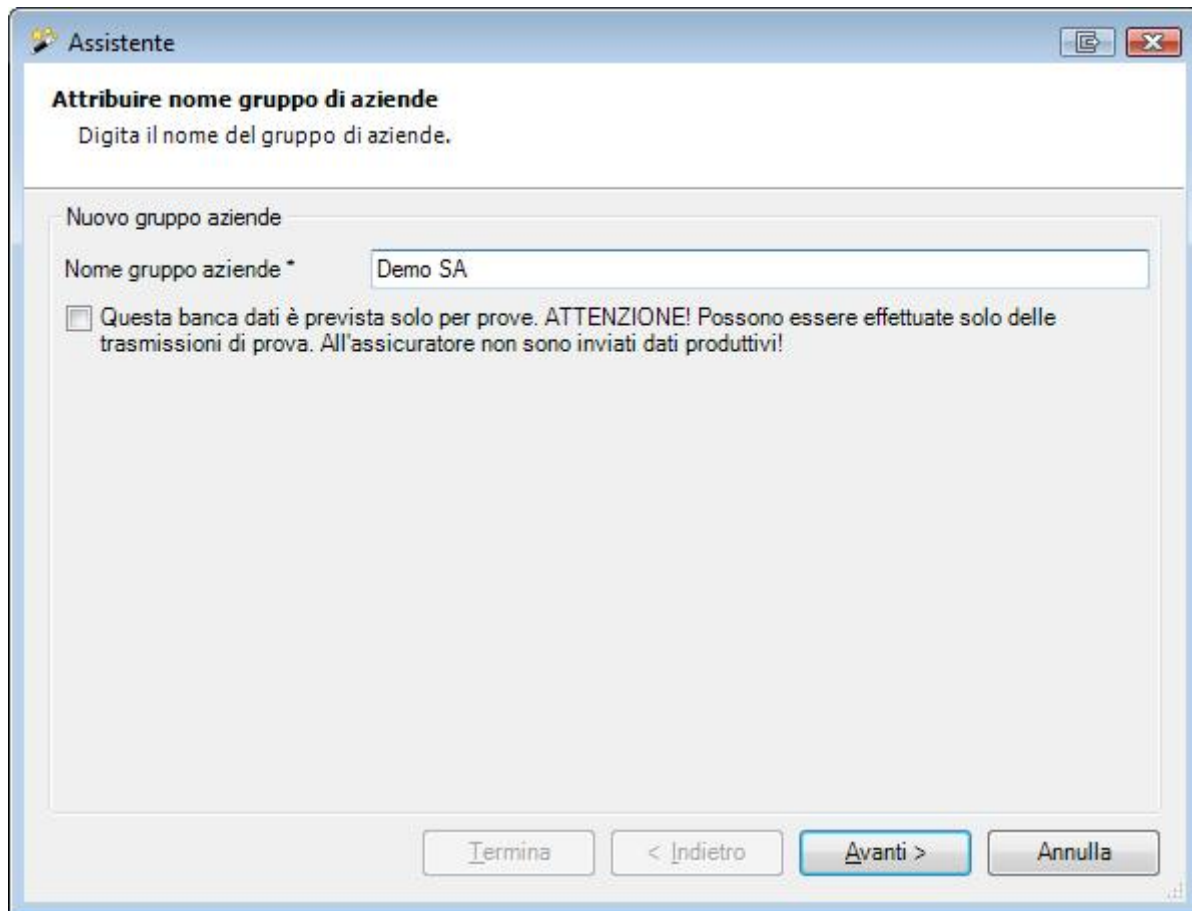 Assistente
Attribuire nome gruppo di aziende
Digita il nome del gruppo di aziende.
Nuovo gruppo aziende
Nome gruppo aziende * Demo SA
Questa banca dati è prevista solo per prove. ATTENZIONE! Possono essere effettuate solo delle
trasmissioni di prova. All'assicuratore non sono inviati dati produttivi!
Termina < Indietro Avanti > Annulla